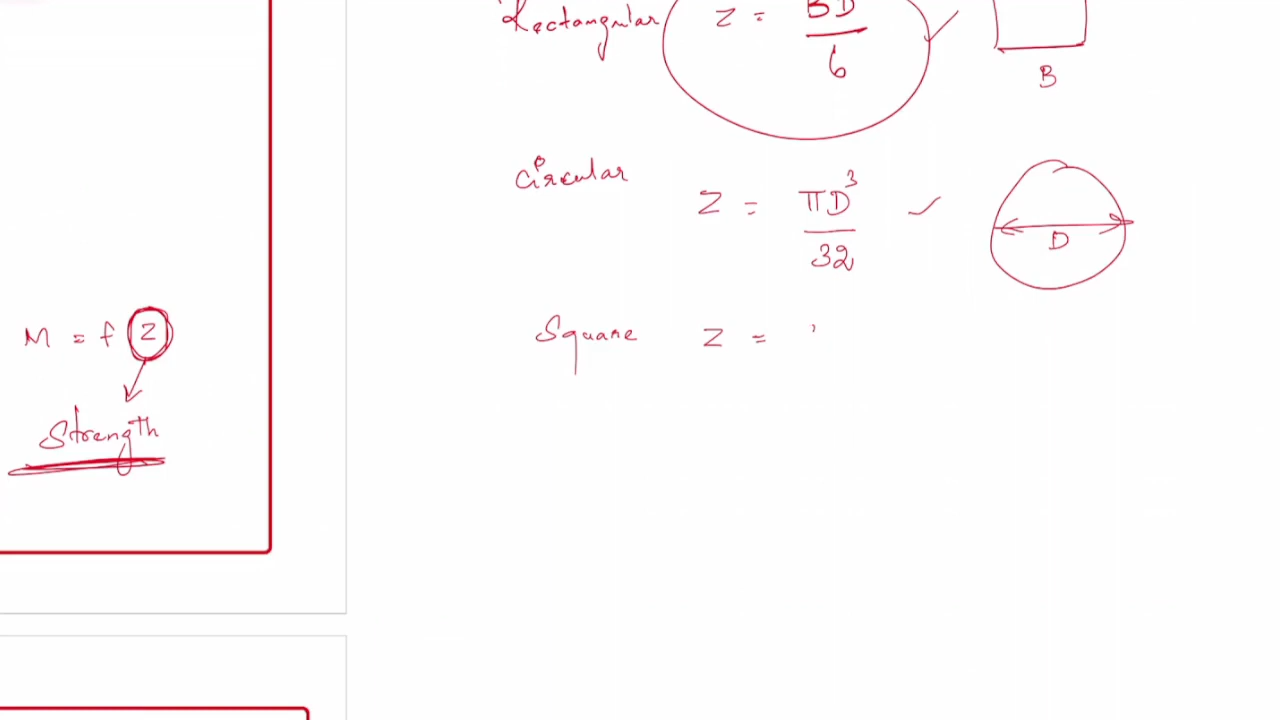 Rectangular Z = BD / 6
B
Circular Z = πD³ / 32
D
M = f Z
Square Z =
Strength